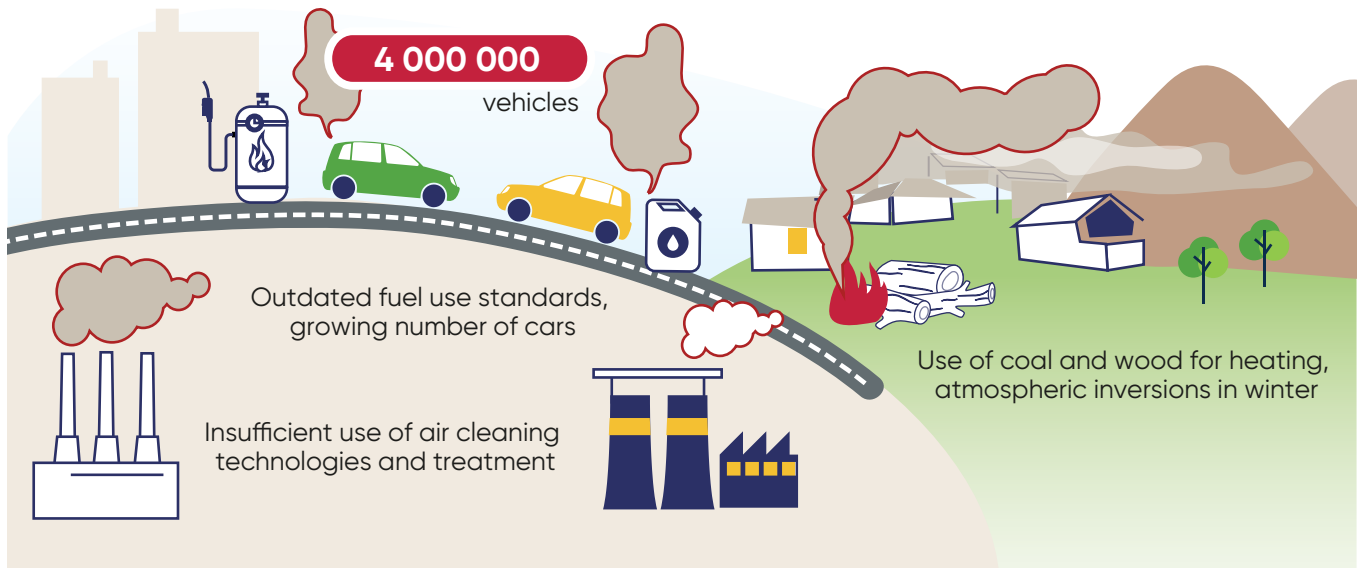 4 000 000
vehicles
Outdated fuel use standards,
growing number of cars
Use of coal and wood for heating,
atmospheric inversions in winter
Insufficient use of air cleaning
technologies and treatment